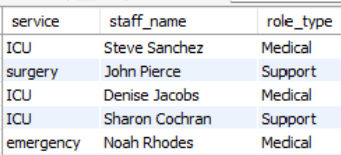 service staff_name role_type
ICU Steve Sanchez Medical
surgery John Pierce Support
ICU Denise Jacobs Medical
ICU Sharon Cochran Support
emergency Noah Rhodes Medical